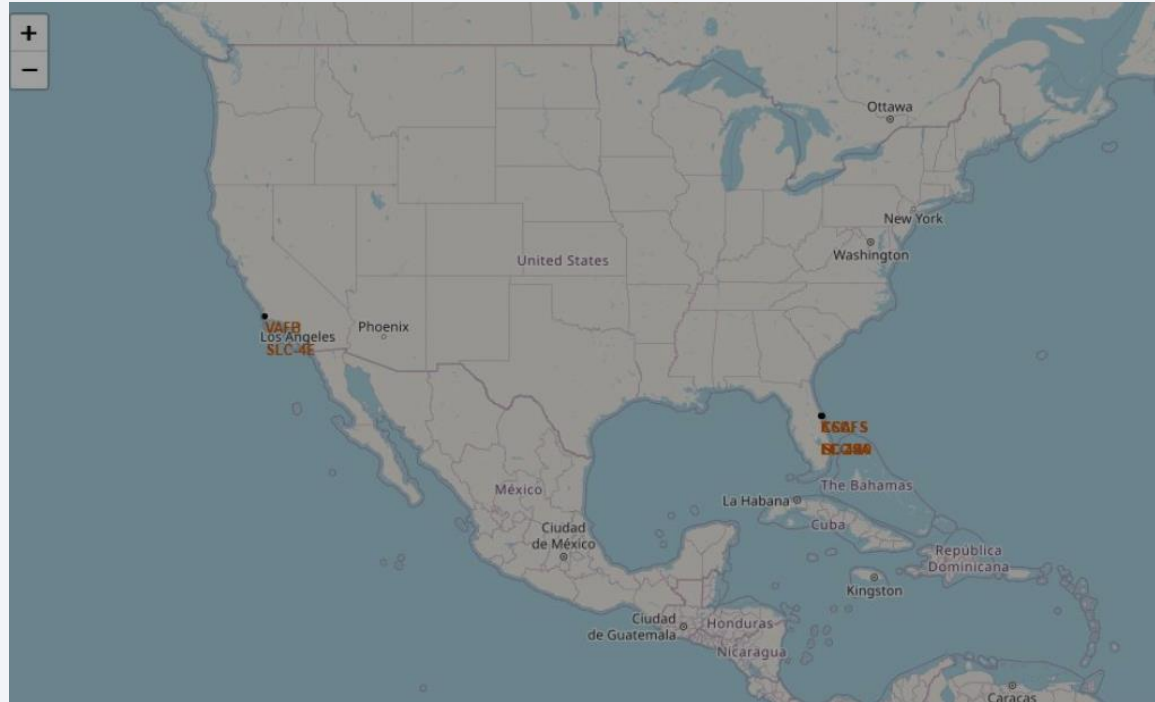 +
−
Ottawa
New York
Washington
United States
VAFB
Los Angeles
SLC-4E
Phoenix
The Bahamas
México
La Habana
Cuba
Ciudad
de México
República
Dominicana
Kingston
Ciudad
de Guatemala
Honduras
Nicaragua
Caracas